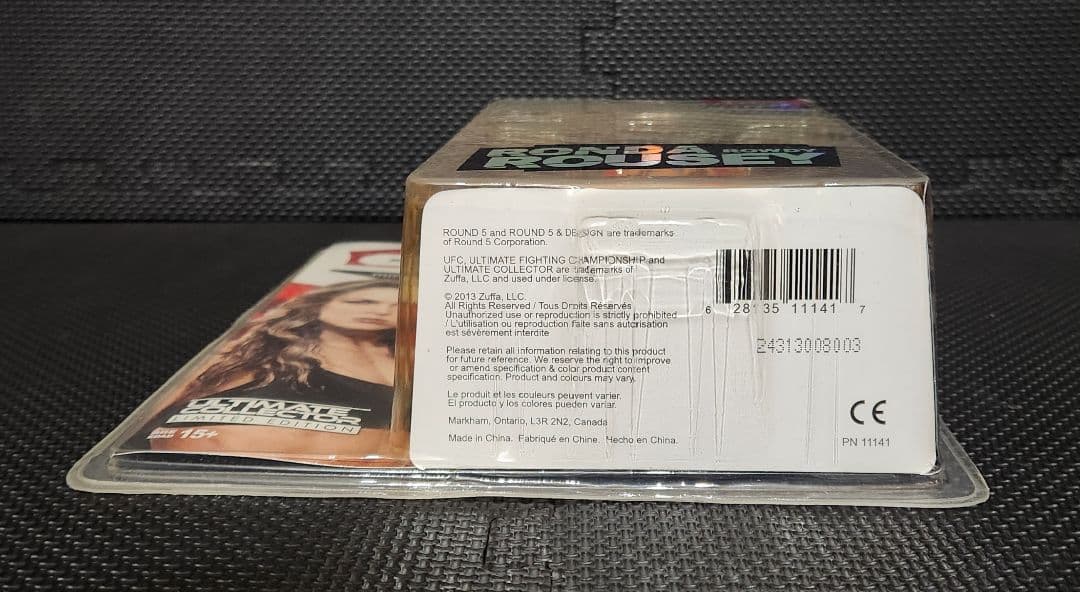 RONDA ROWDY
ROUSEY
ROUND 5 and ROUND 5 & DESIGN are trademarks
of Round 5 Corporation.
UFC, ULTIMATE FIGHTING CHAMPIONSHIP and
ULTIMATE COLLECTOR are trademarks of
Zuffa, LLC and used under license.
© 2013 Zuffa, LLC.
All Rights Reserved / Tous Droits Réservés
Unauthorized use or reproduction is strictly prohibited
/ L'utilisation ou reproduction faite sans autorisation
est sévèrement interdite
Please retain all information relating to this product
for future reference. We reserve the right to improve
or amend specification & color product content
specification. Product and colours may vary.
Le produit et les couleurs peuvent varier.
El producto y los colores pueden variar.
Markham, Ontario, L3R 2N2, Canada
Made in China. Fabriqué en Chine. Hecho en China.
6 28135 11141 7
24313008003
CE
PN 11141
ULTIMATE
COLLECTOR
LIMITED EDITION
15+